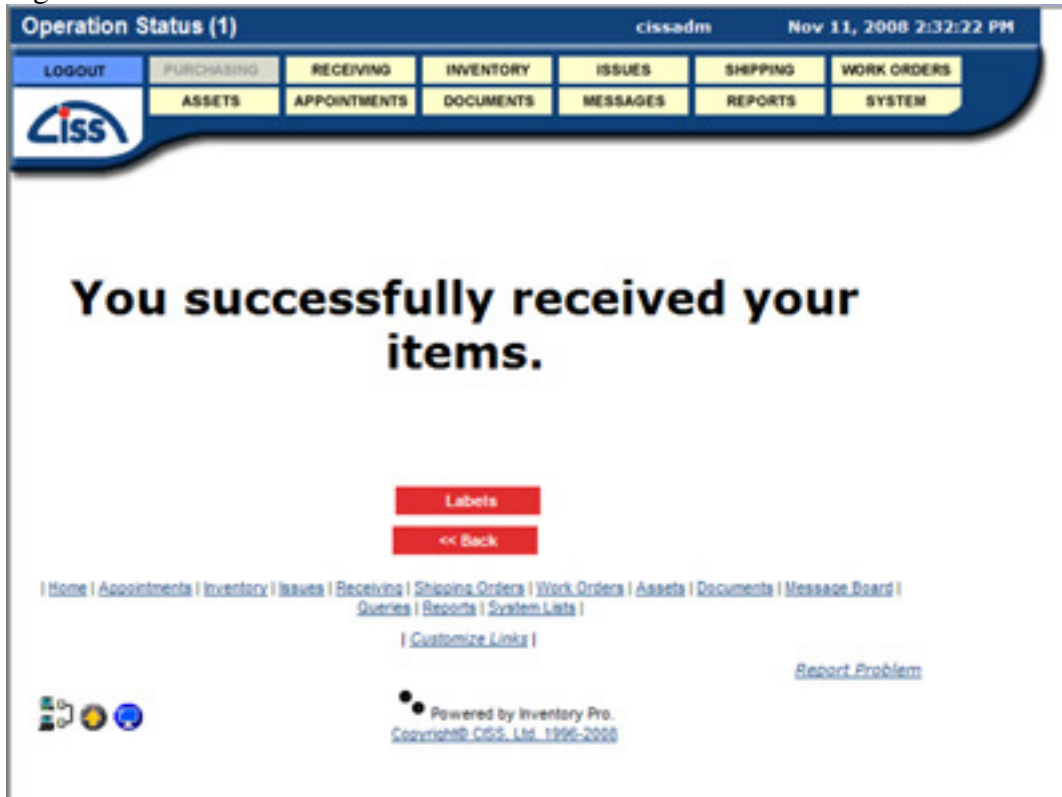 Operation Status (1) cissadm Nov 11, 2008 2:32:22 PM
LOGOUT PURCHASING RECEIVING INVENTORY ISSUES SHIPPING WORK ORDERS
ASSETS APPOINTMENTS DOCUMENTS MESSAGES REPORTS SYSTEM
CISS
You successfully received your
items.
Labels
<< Back
| Home | Appointments | Inventory | Issues | Receiving | Shipping Orders | Work Orders | Assets | Documents | Message Board |
Queries | Reports | System Lists |
| Customize Links |
Report Problem
Powered by Inventory Pro.
Copyright© CISS, Ltd. 1996-2008